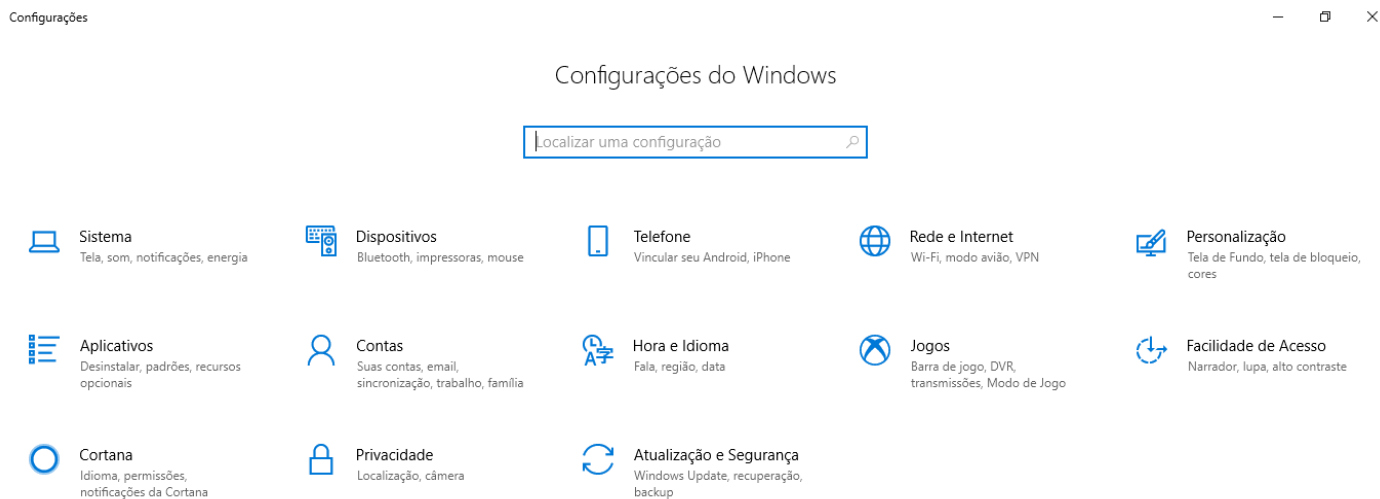 Configurações
Configurações do Windows
Localizar uma configuração
Sistema
Tela, som, notificações, energia
Dispositivos
Bluetooth, impressoras, mouse
Telefone
Vincular seu Android, iPhone
Rede e Internet
Wi-Fi, modo avião, VPN
Personalização
Tela de Fundo, tela de bloqueio,
cores
Aplicativos
Desinstalar, padrões, recursos
opcionais
Contas
Suas contas, email,
sincronização, trabalho, família
Hora e Idioma
Fala, região, data
Jogos
Barra de jogo, DVR,
transmissões, Modo de Jogo
Facilidade de Acesso
Narrador, lupa, alto contraste
Cortana
Idioma, permissões,
notificações da Cortana
Privacidade
Localização, câmera
Atualização e Segurança
Windows Update, recuperação,
backup